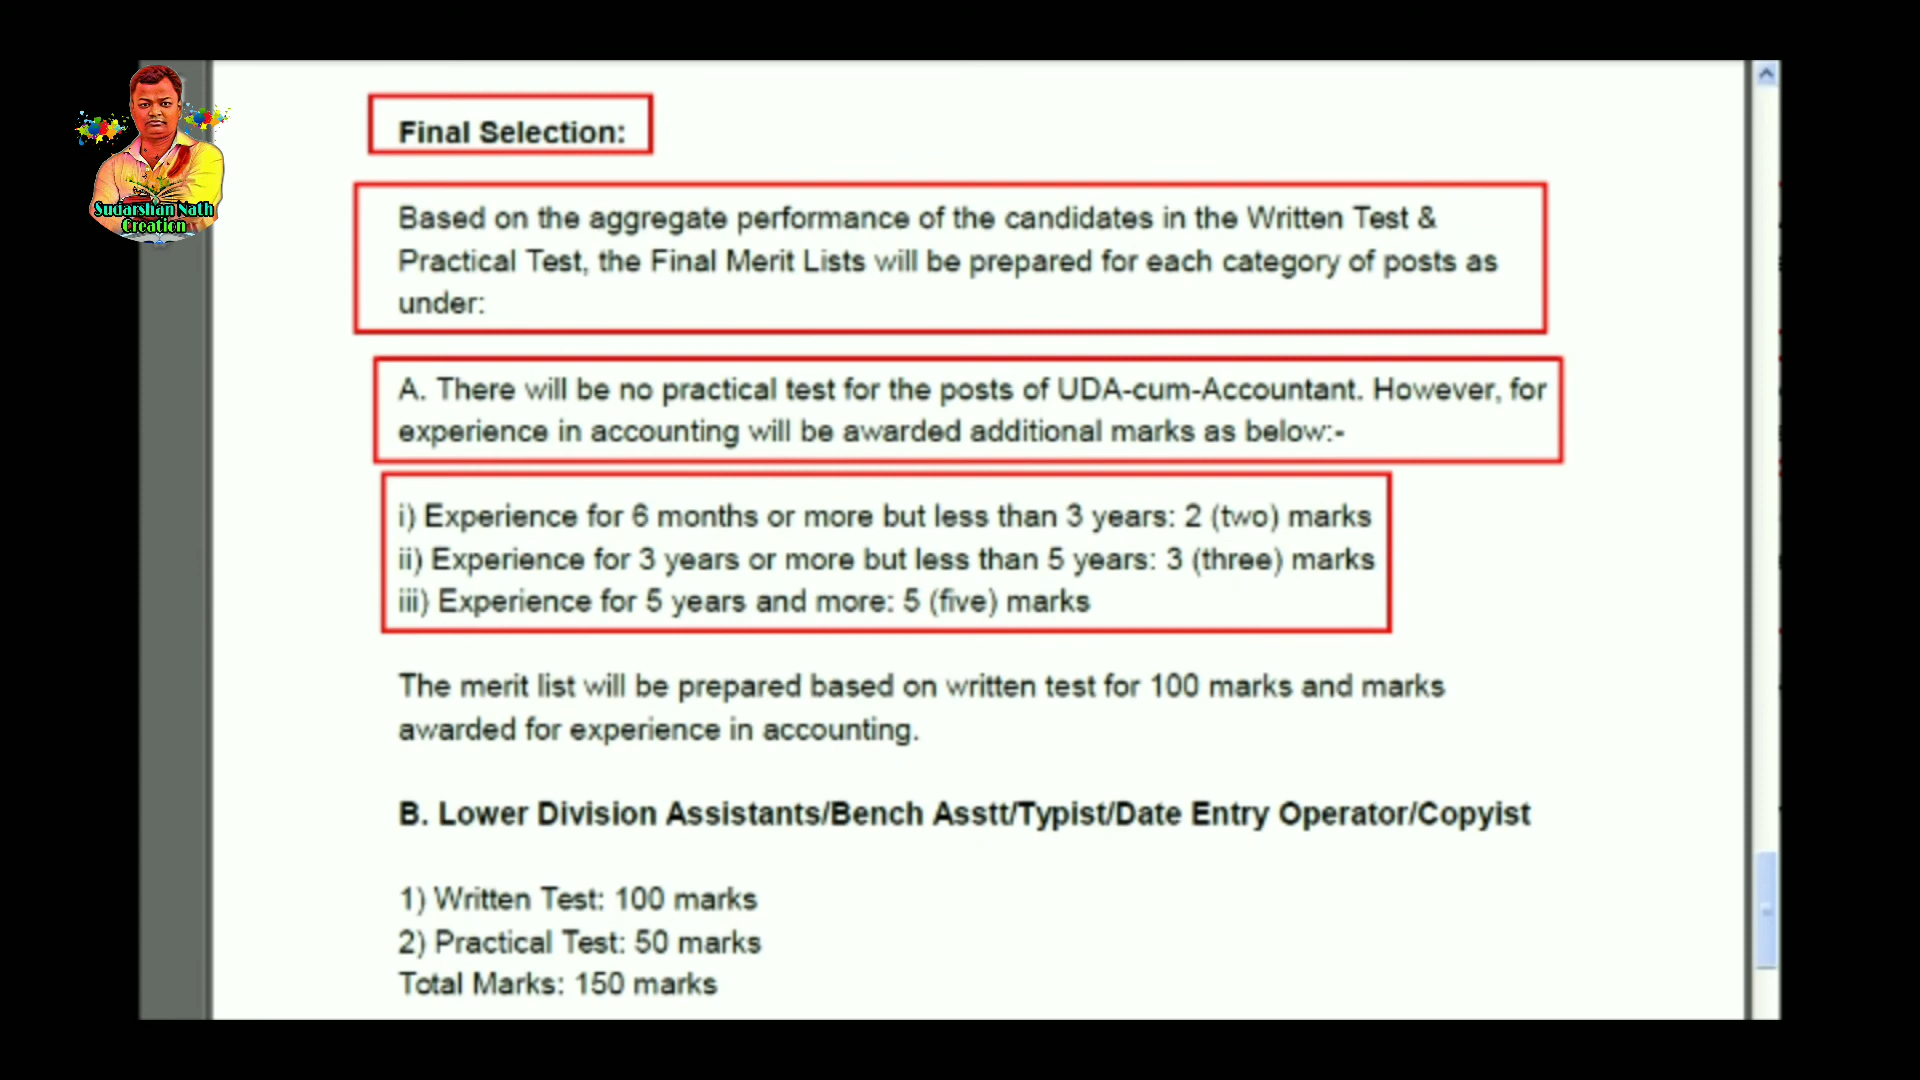 Sudarshan Nath
Creation
Final Selection:
Based on the aggregate performance of the candidates in the Written Test &
Practical Test, the Final Merit Lists will be prepared for each category of posts as
under:
A. There will be no practical test for the posts of UDA-cum-Accountant. However, for
experience in accounting will be awarded additional marks as below:-
i) Experience for 6 months or more but less than 3 years: 2 (two) marks
ii) Experience for 3 years or more but less than 5 years: 3 (three) marks
iii) Experience for 5 years and more: 5 (five) marks
The merit list will be prepared based on written test for 100 marks and marks
awarded for experience in accounting.
B. Lower Division Assistants/Bench Asstt/Typist/Date Entry Operator/Copyist
1) Written Test: 100 marks
2) Practical Test: 50 marks
Total Marks: 150 marks